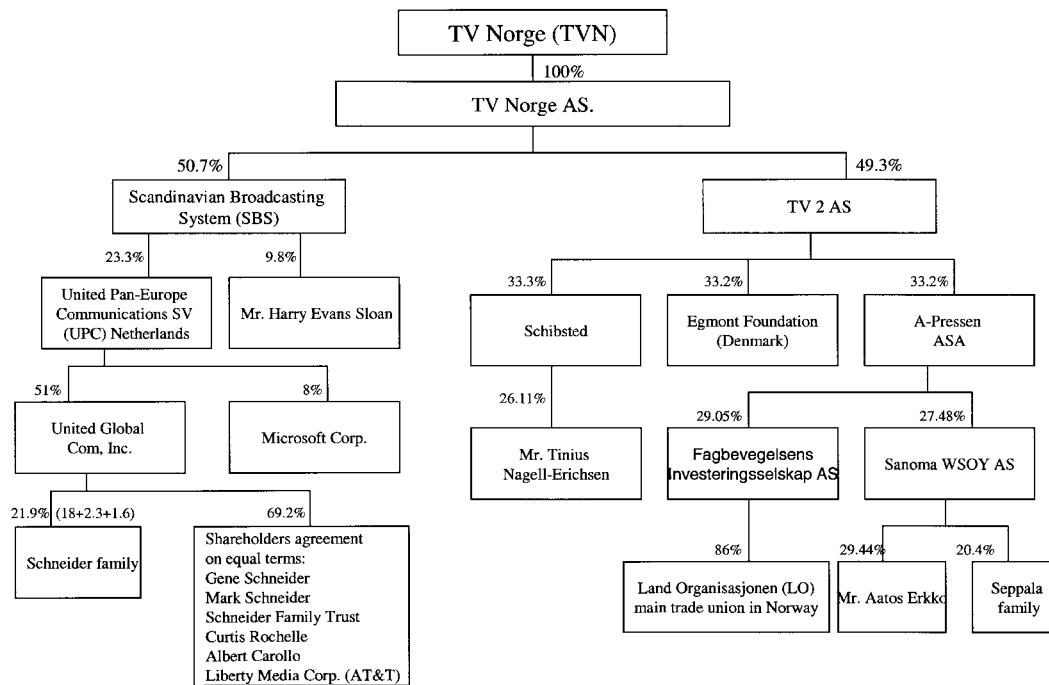 TV Norge (TVN)
100%
TV Norge AS.
50.7%
49.3%
Scandinavian Broadcasting
System (SBS)
TV 2 AS
23.3%
9.8%
33.3%
33.2%
33.2%
United Pan-Europe
Communications SV
(UPC) Netherlands
Mr. Harry Evans Sloan
Schibsted
Egmont Foundation
(Denmark)
A-Pressen
ASA
51%
8%
26.11%
29.05%
27.48%
United Global
Com, Inc.
Microsoft Corp.
Mr. Tinius
Nagell-Erichsen
Fagbevegelsens
Investeringsselskap AS
Sanoma WSOY AS
21.9% (18+2.3+1.6)
69.2%
86%
29.44%
20.4%
Schneider family
Shareholders agreement
on equal terms:
Gene Schneider
Mark Schneider
Schneider Family Trust
Curtis Rochelle
Albert Carollo
Liberty Media Corp. (AT&T)
Land Organisasjonen (LO)
main trade union in Norway
Mr. Aatos Erkko
Seppala
family